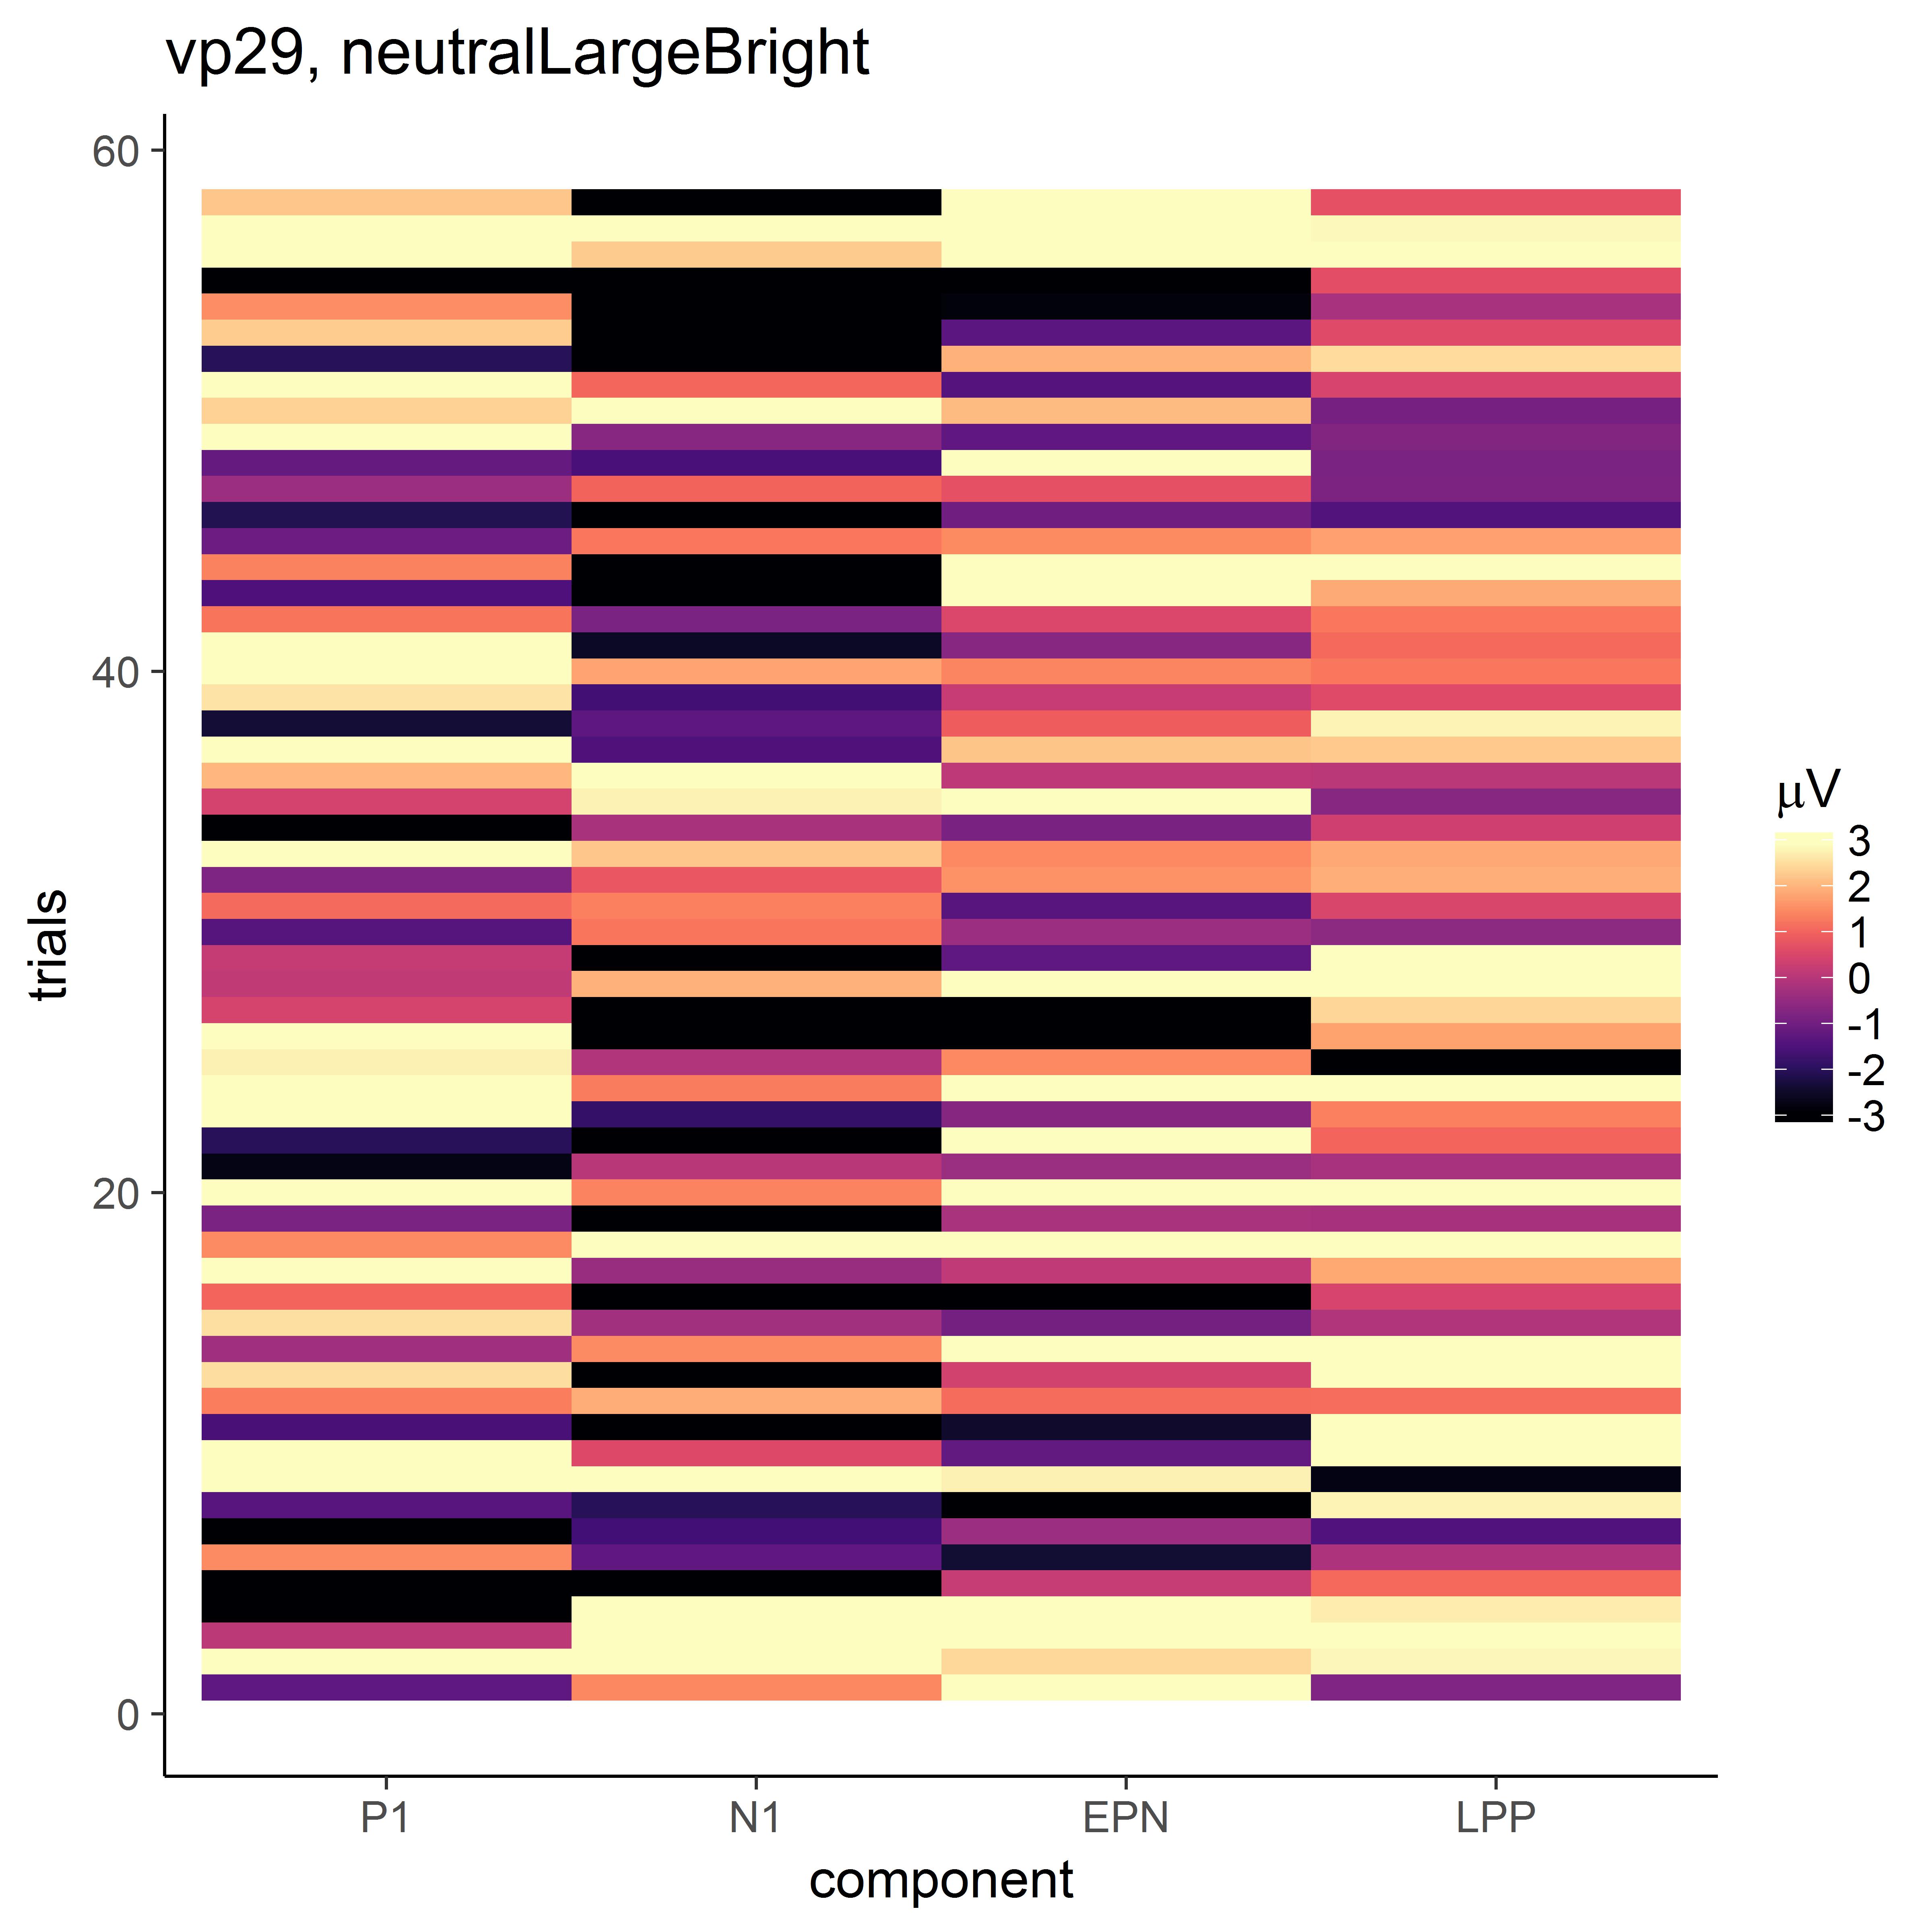 vp29, neutralLargeBright
60
40
20
0
trials
P1 N1 EPN LPP
component
μV
3
2
1
0
-1
-2
-3